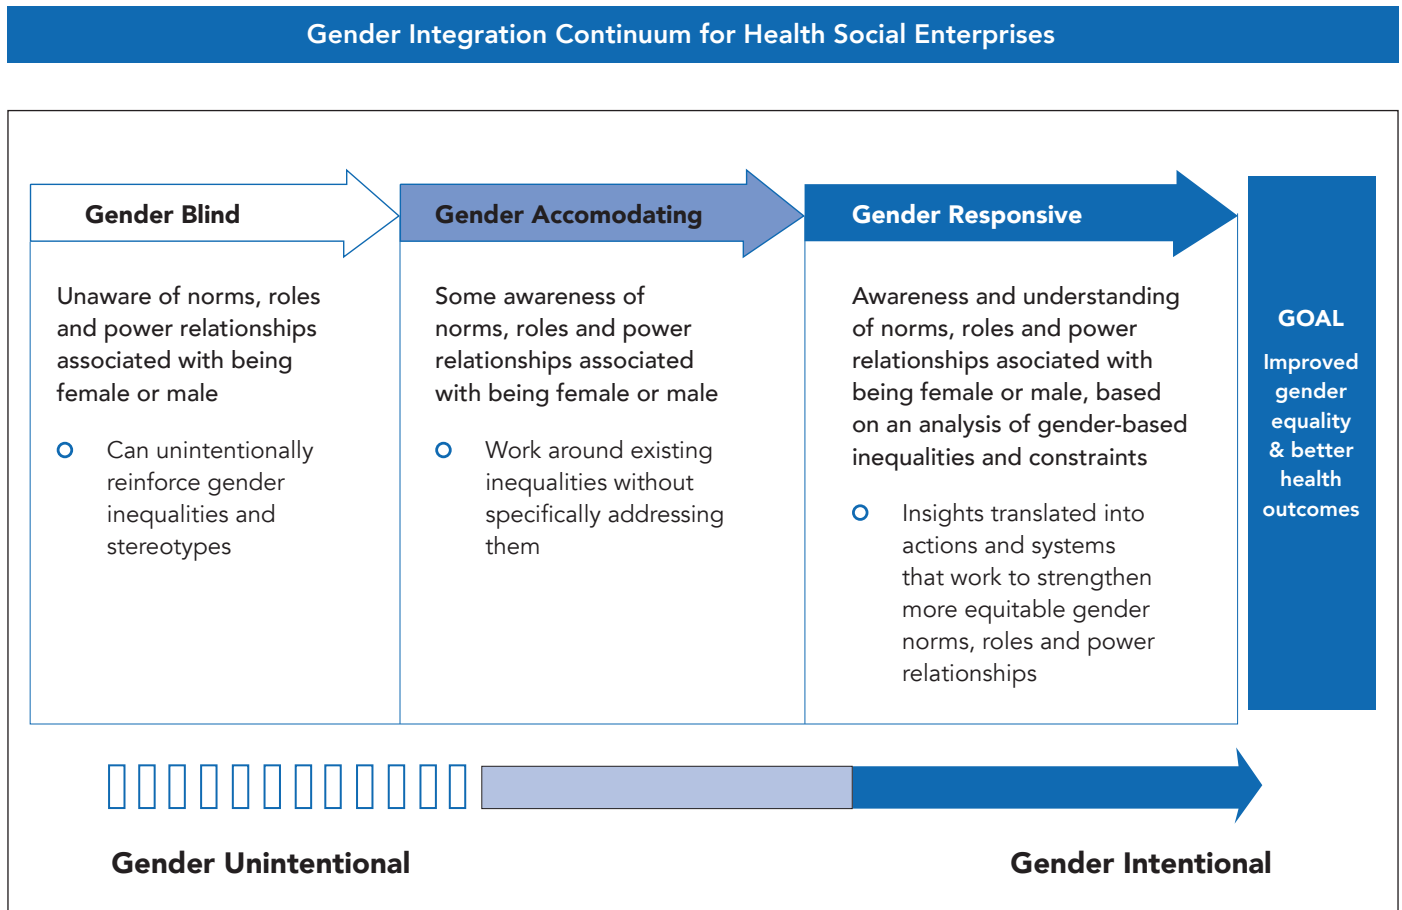 Gender Integration Continuum for Health Social Enterprises
Gender Blind
Unaware of norms, roles
and power relationships
associated with being
female or male
Can unintentionally
reinforce gender
inequalities and
stereotypes
Gender Accomodating
Some awareness of
norms, roles and power
relationships associated
with being female or male
Work around existing
inequalities without
specifically addressing
them
Gender Responsive
Awareness and understanding
of norms, roles and power
relationships asociated with
being female or male, based
on an analysis of gender-based
inequalities and constraints
Insights translated into
actions and systems
that work to strengthen
more equitable gender
norms, roles and power
relationships
GOAL
Improved
gender
equality
& better
health
outcomes
Gender Unintentional
Gender Intentional